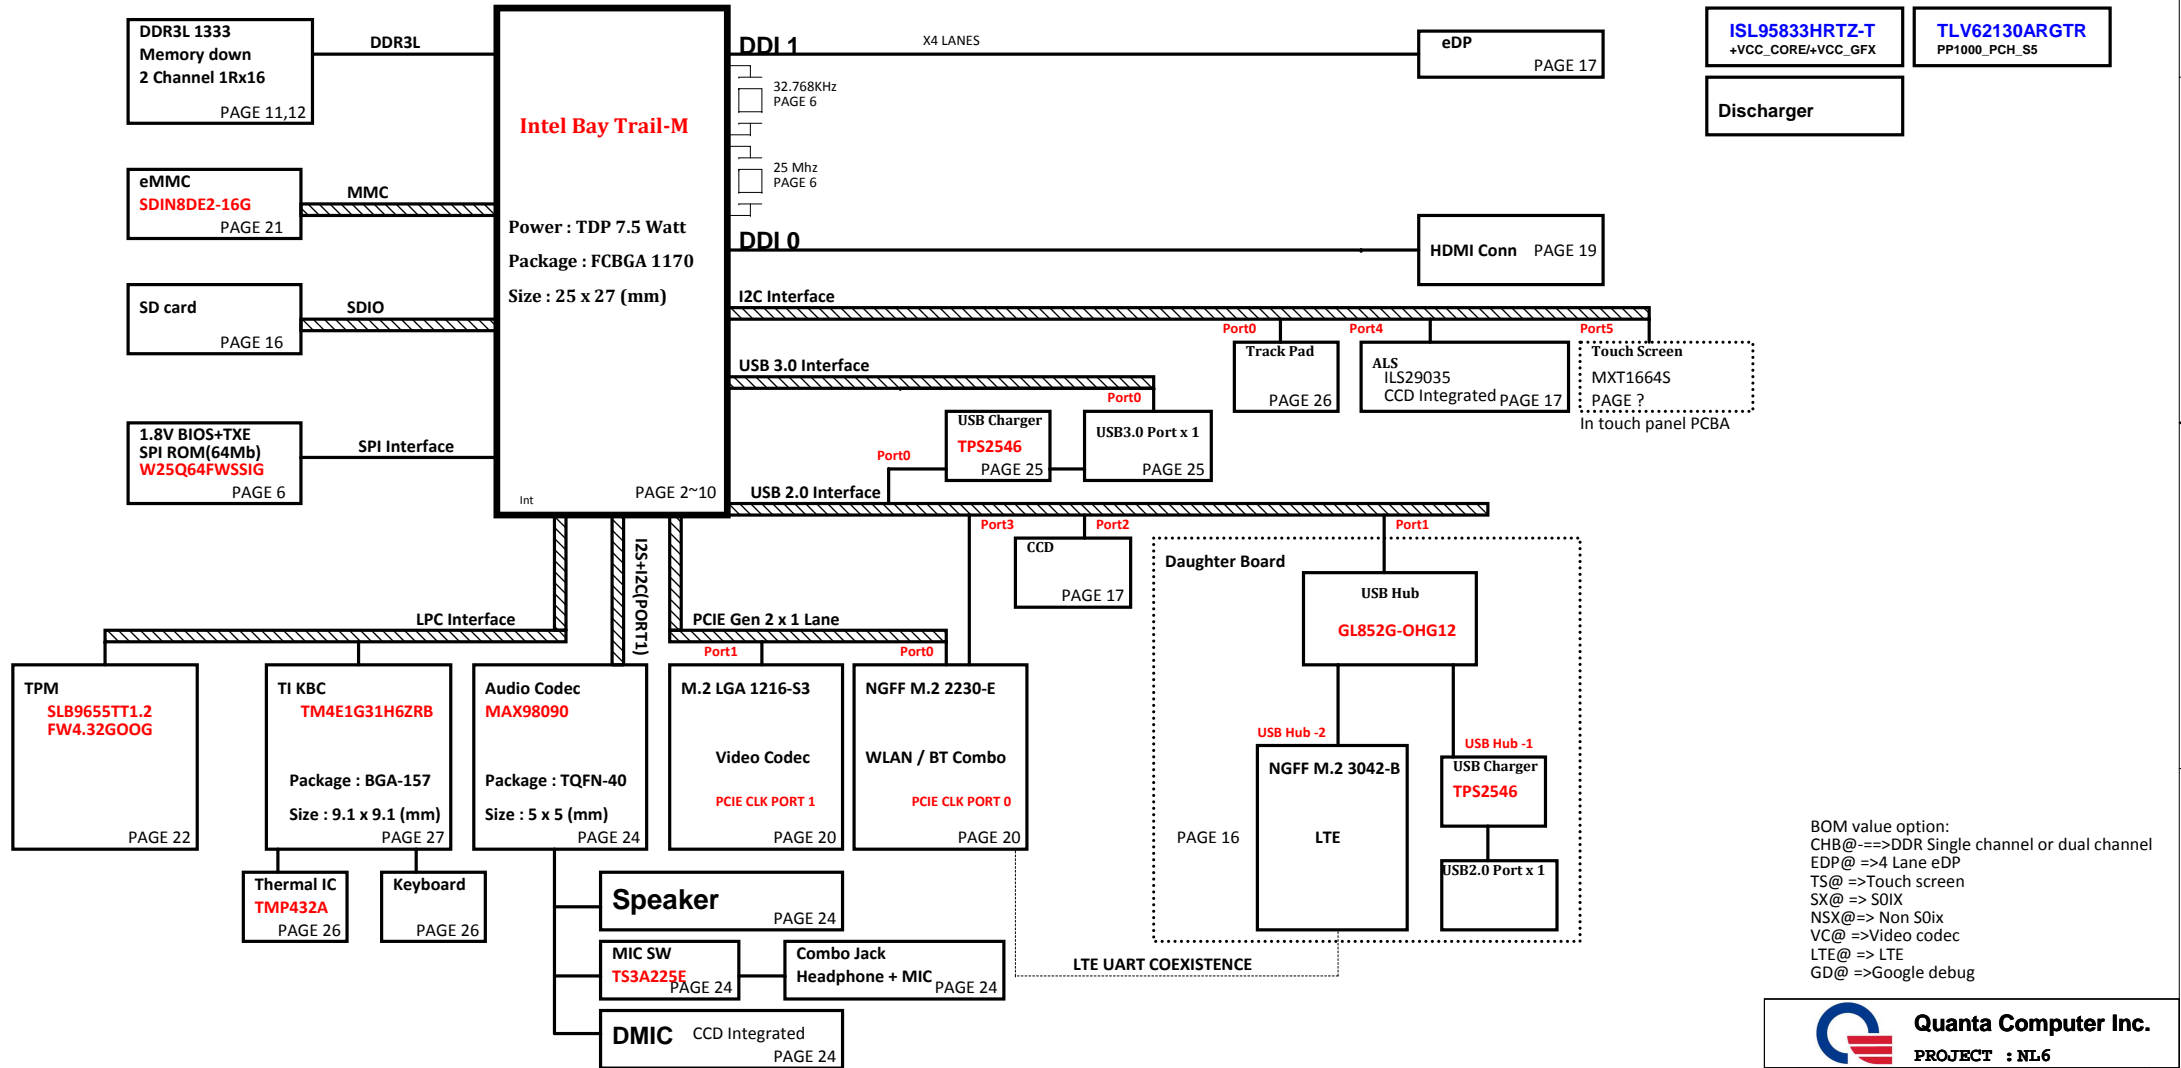 DDR3L 1333
Memory down
2 Channel 1Rx16
PAGE 11,12
DDR3L
eMMC
SDIN8DE2-16G
PAGE 21
MMC
SD card
PAGE 16
SDIO
1.8V BIOS+TXE
SPI ROM(64Mb)
W25Q64FWSSIG
PAGE 6
SPI Interface
Intel Bay Trail-M
Power : TDP 7.5 Watt
Package : FCBGA 1170
Size : 25 x 27 (mm)
Int
PAGE 2~10
DDI 1
X4 LANES
eDP
PAGE 17
32.768KHz
PAGE 6
25 Mhz
PAGE 6
DDI 0
HDMI Conn PAGE 19
I2C Interface
Port0
Track Pad
PAGE 26
Port4
ALS
ILS29035
CCD Integrated PAGE 17
Port5
Touch Screen
MXT1664S
PAGE ?
In touch panel PCBA
USB 3.0 Interface
Port0
USB3.0 Port x 1
PAGE 25
USB Charger
TPS2546
PAGE 25
Port0
USB 2.0 Interface
Port3
Port2
Port1
CCD
PAGE 17
Daughter Board
USB Hub
GL852G-OHG12
USB Hub -2
NGFF M.2 3042-B
LTE
PAGE 16
USB Hub -1
USB Charger
TPS2546
USB2.0 Port x 1
LTE UART COEXISTENCE
LPC Interface
I2S+I2C(PORT1)
PCIE Gen 2 x 1 Lane
Port1
Port0
TPM
SLB9655TT1.2
FW4.32GOOG
PAGE 22
TI KBC
TM4E1G31H6ZRB
Package : BGA-157
Size : 9.1 x 9.1 (mm)
PAGE 27
Audio Codec
MAX98090
Package : TQFN-40
Size : 5 x 5 (mm)
PAGE 24
M.2 LGA 1216-S3
Video Codec
PCIE CLK PORT 1
PAGE 20
NGFF M.2 2230-E
WLAN / BT Combo
PCIE CLK PORT 0
PAGE 20
Thermal IC
TMP432A
PAGE 26
Keyboard
PAGE 26
Speaker
PAGE 24
MIC SW
TS3A225E
PAGE 24
Combo Jack
Headphone + MIC
PAGE 24
DMIC CCD Integrated
PAGE 24
ISL95833HRTZ-T
+VCC_CORE/+VCC_GFX
TLV62130ARGTR
PP1000_PCH_S5
Discharger
BOM value option:
CHB@-==>DDR Single channel or dual channel
EDP@ =>4 Lane eDP
TS@ =>Touch screen
SX@ => S0IX
NSX@=> Non S0ix
VC@ =>Video codec
LTE@ => LTE
GD@ =>Google debug
Quanta Computer Inc.
PROJECT : NL6